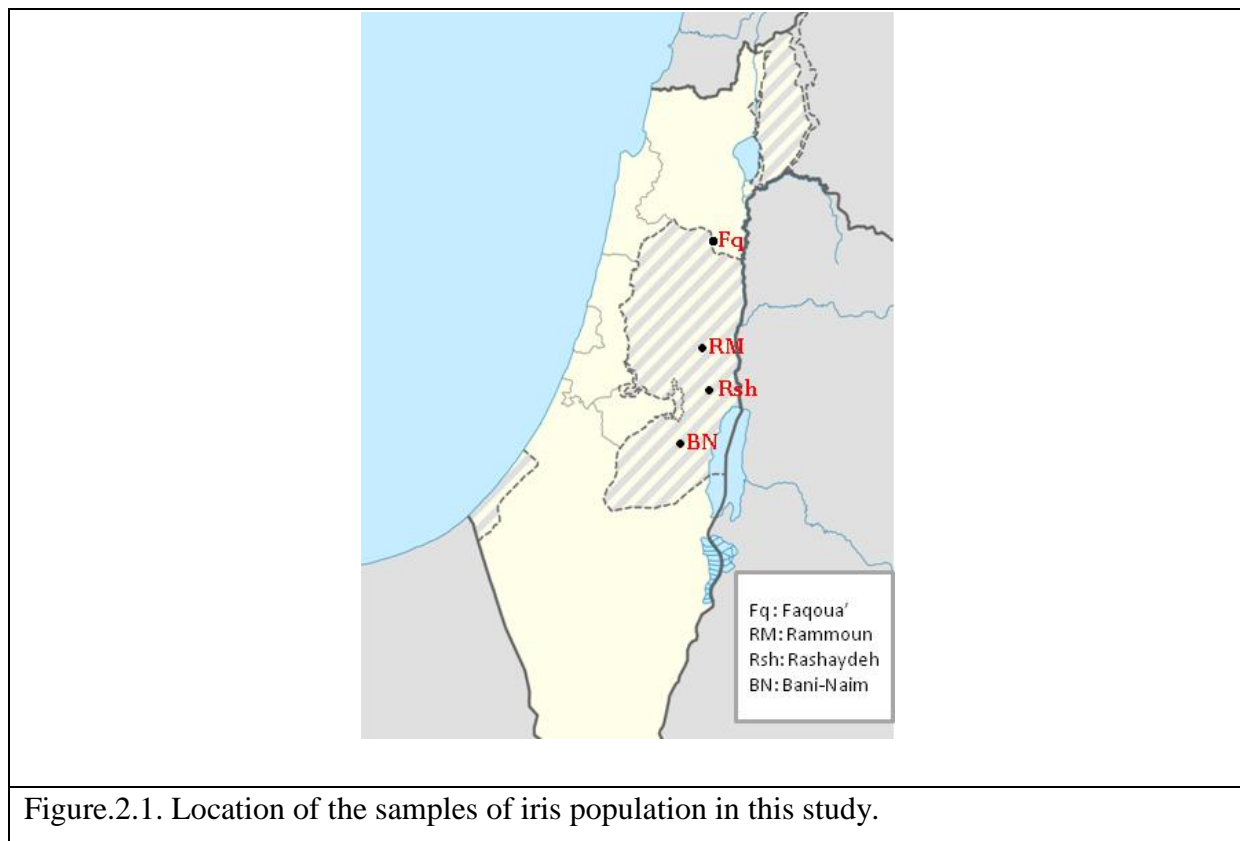 Fq
RM
Rsh
BN
Fq: Faqoua'
RM: Rammoun
Rsh: Rashaydeh
BN: Bani-Naim
Figure.2.1. Location of the samples of iris population in this study.